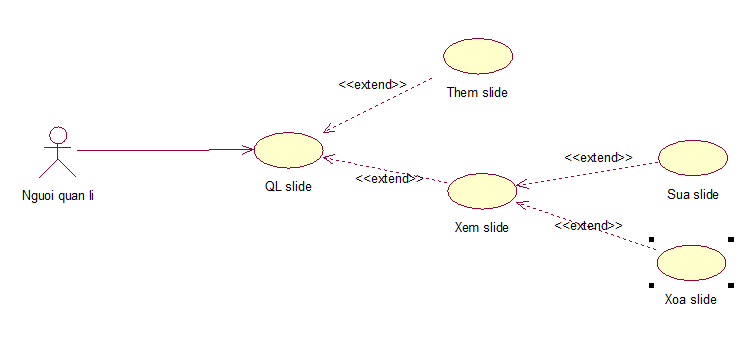 <<extend>>
Them slide
<<extend>>
QL slide
Nguoi quan li
<<extend>>
Xem slide
Sua slide
<<extend>>
Xoa slide